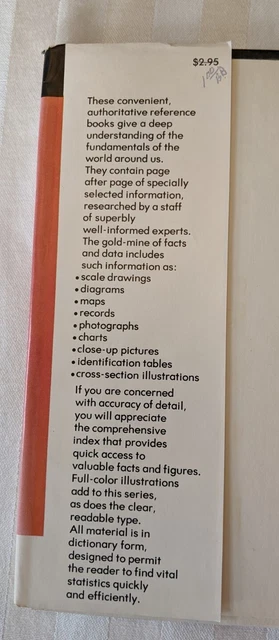 $2.95
These convenient,
authoritative reference
books give a deep
understanding of the
fundamentals of the
world around us.
They contain page
after page of specially
selected information,
researched by a staff
of superbly
well-informed experts.
The gold-mine of facts
and data includes
such information as:
•scale drawings
•diagrams
•maps
•records
•photographs
•charts
•close-up pictures
•identification tables
•cross-section illustrations
If you are concerned
with accuracy of detail,
you will appreciate
the comprehensive
index that provides
quick access to
valuable facts and figures.
Full-color illustrations
add to this series,
as does the clear,
readable type.
All material is in
dictionary form,
designed to permit
the reader to find vital
statistics quickly
and efficiently.